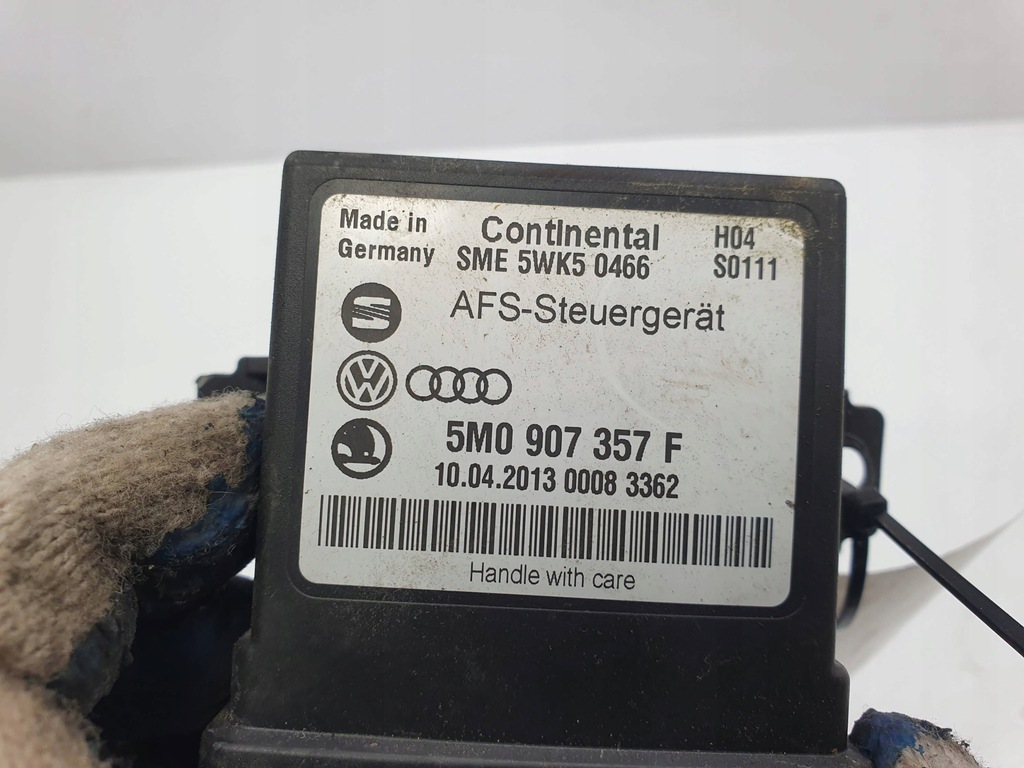 Made in Continental H04
Germany SME 5WK5 0466 S0111
AFS-Steuergerät
5M0 907 357 F
10.04.2013 0008 3362
Handle with care